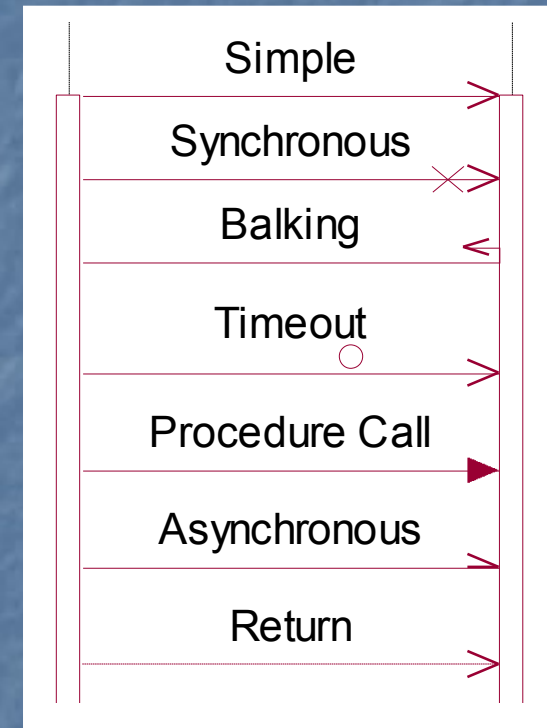 Simple
Synchronous
Balking
Timeout
Procedure Call
Asynchronous
Return